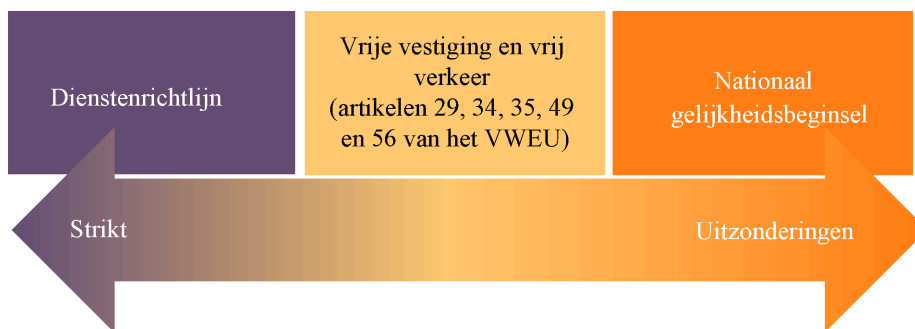 Dienstenrichtlijn
Vrije vestiging en vrij
verkeer
(artikelen 29, 34, 35, 49
en 56 van het VWEU)
Nationaal
gelijkheidsbeginsel
Strikt
Uitzonderingen